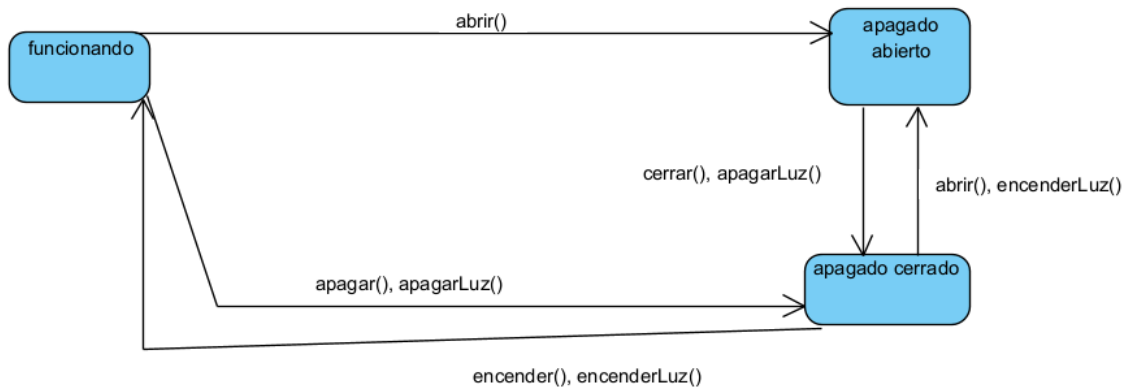 abrir()
funcionando
apagado
abierto
cerrar(), apagarLuz()
abrir(), encenderLuz()
apagado cerrado
apagar(), apagarLuz()
encender(), encenderLuz()